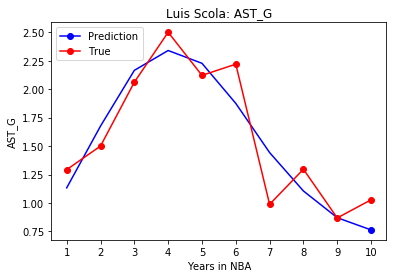 Luis Scola: AST_G
Prediction
True
AST_G
2.50
2.25
2.00
1.75
1.50
1.25
1.00
0.75
1 2 3 4 5 6 7 8 9 10
Years in NBA